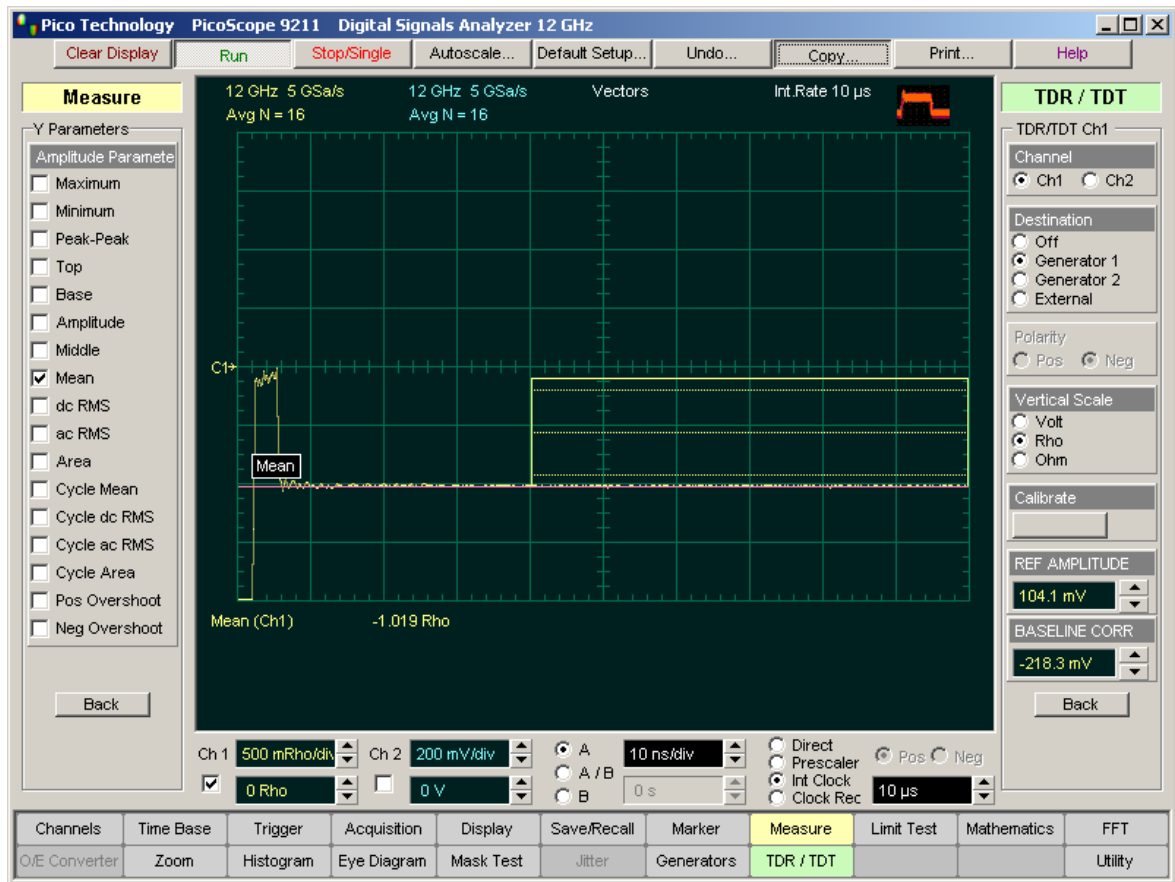 Pico Technology PicoScope 9211 Digital Signals Analyzer 12 GHz
Clear Display Run Stop/Single Autoscale... Default Setup... Undo... Copy... Print... Help
Measure
Y Parameters
Amplitude Paramete
Maximum
Minimum
Peak-Peak
Top
Base
Amplitude
Middle
Mean
dc RMS
ac RMS
Area
Cycle Mean
Cycle dc RMS
Cycle ac RMS
Cycle Area
Pos Overshoot
Neg Overshoot
Back
12 GHz 5 GSa/s 12 GHz 5 GSa/s Vectors Int.Rate 10 µs
Avg N = 16 Avg N = 16
C1
Mean
Mean (Ch1) -1.019 Rho
TDR / TDT
TDR/TDT Ch1
Channel
Ch1 Ch2
Destination
Off
Generator 1
Generator 2
External
Polarity
Pos Neg
Vertical Scale
Volt
Rho
Ohm
Calibrate
REF AMPLITUDE
104.1 mV
BASELINE CORR
-218.3 mV
Back
Ch 1 500 mRho/div Ch 2 200 mV/div A 10 ns/div Direct Pos Neg
A / B Prescaler
0 Rho 0 V B 0 s Int Clock
Clock Rec 10 µs
Channels Time Base Trigger Acquisition Display Save/Recall Marker Measure Limit Test Mathematics FFT
O/E Converter Zoom Histogram Eye Diagram Mask Test Jitter Generators TDR / TDT Utility